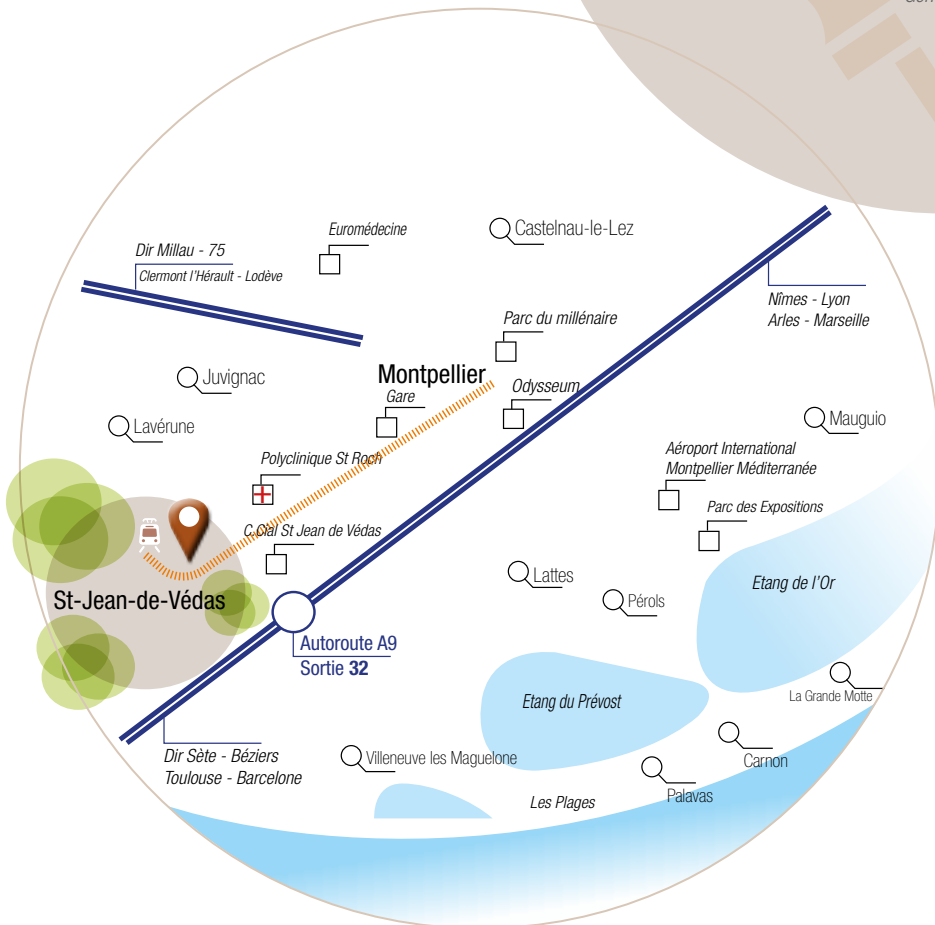 Euromédecine
Castelnau-le-Lez
Dir Millau - 75
Clermont l'Hérault - Lodève
Nîmes - Lyon
Arles - Marseille
Parc du millénaire
Juvignac
Montpellier
Odysseum
Gare
Lavérune
Mauguio
Aéroport International
Montpellier Méditerranée
Polyclinique St Roch
Parc des Expositions
C.Cial St Jean de Védas
Lattes
Etang de l'Or
St-Jean-de-Védas
Pérols
Autoroute A9
Sortie 32
Etang du Prévost
La Grande Motte
Dir Sète - Béziers
Toulouse - Barcelone
Villeneuve les Maguelone
Carnon
Palavas
Les Plages